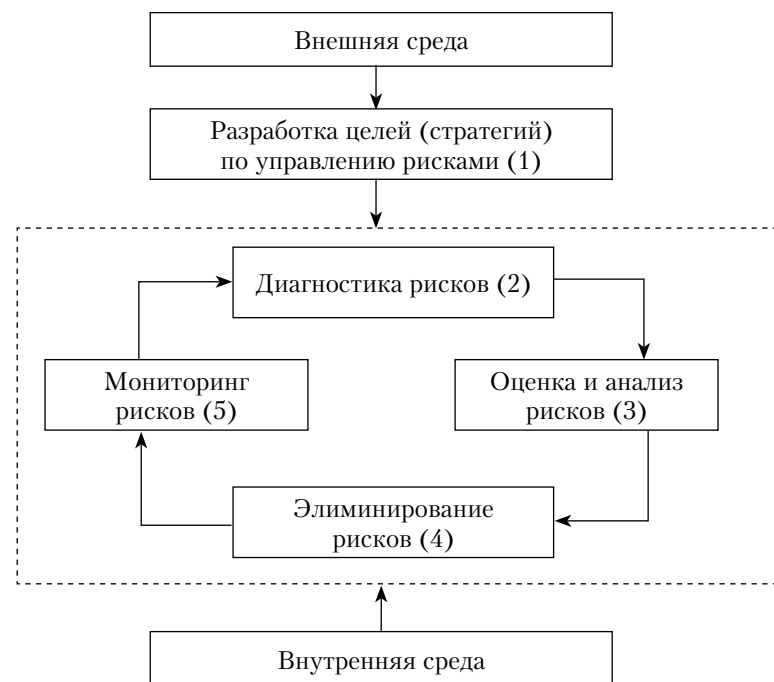 Внешняя среда
Разработка целей (стратегий)
по управлению рисками (1)
Диагностика рисков (2)
Мониторинг
рисков (5)
Оценка и анализ
рисков (3)
Элиминирование
рисков (4)
Внутренняя среда